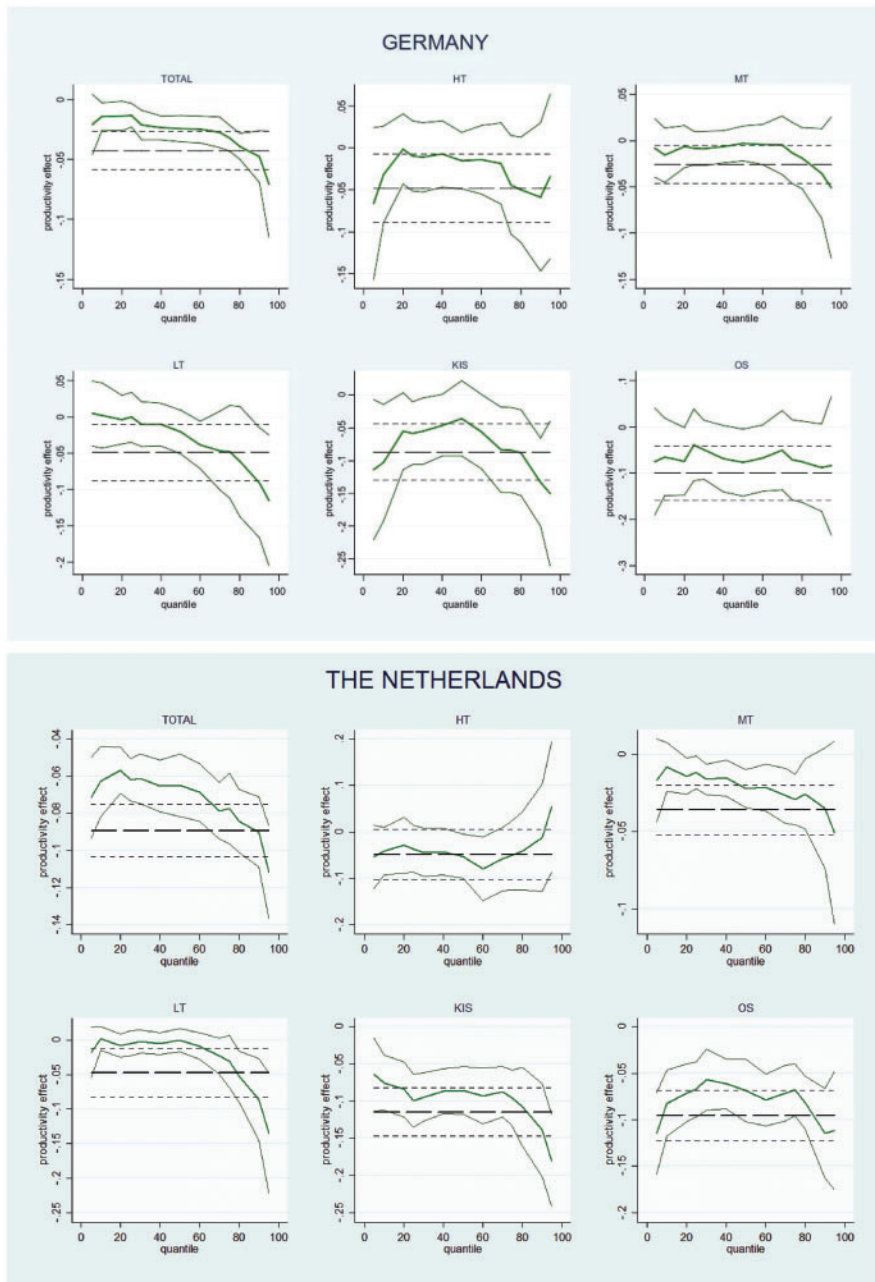 GERMANY
TOTAL
productivity effect
0
-.05
-.1
-.15
0 20 40 60 80 100
quantile
HT
productivity effect
.05
0
-.05
-.1
-.15
0 20 40 60 80 100
quantile
MT
productivity effect
.05
0
-.05
-.1
-.15
0 20 40 60 80 100
quantile
LT
productivity effect
.05
0
-.05
-.1
-.15
-.2
0 20 40 60 80 100
quantile
KIS
productivity effect
0
-.05
-.1
-.15
-.2
-.25
0 20 40 60 80 100
quantile
OS
productivity effect
.1
0
-.1
-.2
-.3
0 20 40 60 80 100
quantile
THE NETHERLANDS
TOTAL
productivity effect
-.04
-.06
-.08
-.1
-.12
-.14
0 20 40 60 80 100
quantile
HT
productivity effect
.2
.1
0
-.1
-.2
0 20 40 60 80 100
quantile
MT
productivity effect
0
-.05
-.1
0 20 40 60 80 100
quantile
LT
productivity effect
0
-.05
-.1
-.15
-.2
-.25
0 20 40 60 80 100
quantile
KIS
productivity effect
0
-.05
-.1
-.15
-.2
-.25
0 20 40 60 80 100
quantile
OS
productivity effect
0
-.05
-.1
-.15
-.2
0 20 40 60 80 100
quantile